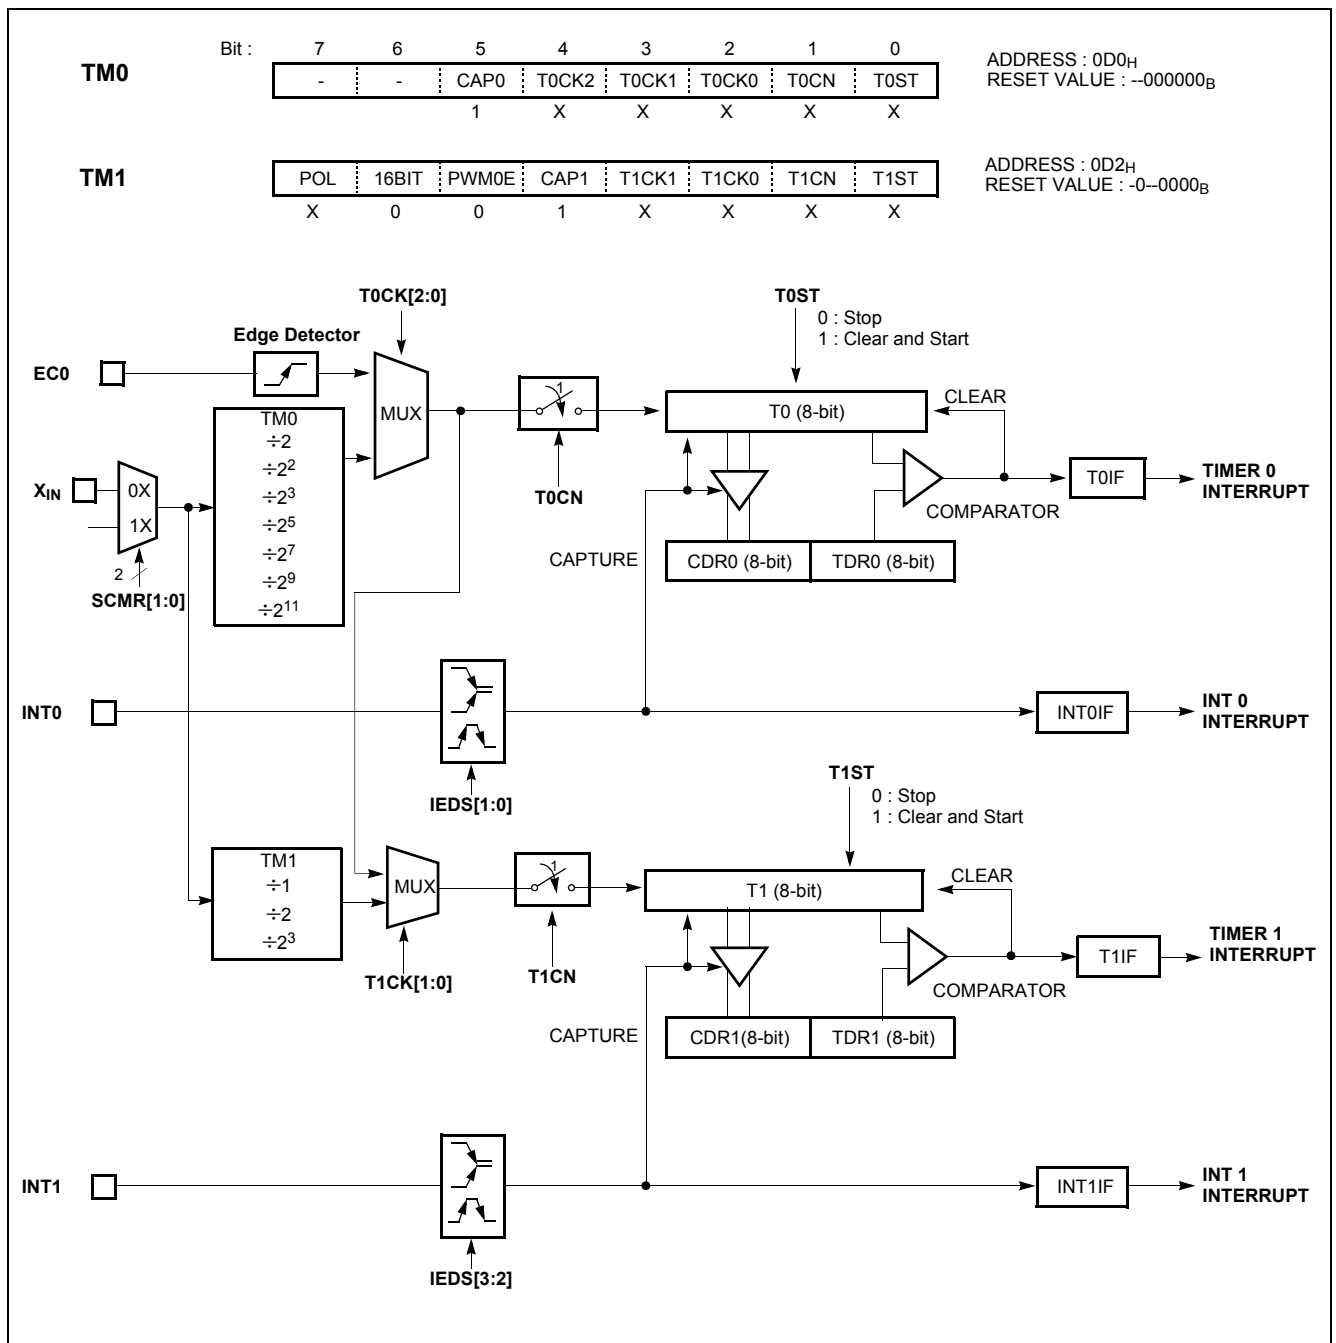 Bit : 7 6 5 4 3 2 1 0
TM0
- - CAP0 T0CK2 T0CK1 T0CK0 T0CN T0ST
ADDRESS : 0D0H
RESET VALUE : --000000B
1 X X X X X
TM1
POL 16BIT PWM0E CAP1 T1CK1 T1CK0 T1CN T1ST
ADDRESS : 0D2H
RESET VALUE : -0--0000B
X 0 0 1 X X X X
T0CK[2:0]
T0ST
0 : Stop
1 : Clear and Start
Edge Detector
EC0
MUX
1
T0 (8-bit)
CLEAR
TM0
÷2
÷2²
÷2³
÷2⁵
÷2⁷
÷2⁹
÷2¹¹
XIN
0X
1X
2
SCMR[1:0]
T0CN
COMPARATOR
T0IF
TIMER 0
INTERRUPT
CAPTURE
CDR0 (8-bit)
TDR0 (8-bit)
INT0
IEDS[1:0]
INT0IF
INT 0
INTERRUPT
T1ST
0 : Stop
1 : Clear and Start
TM1
÷1
÷2
÷2³
MUX
1
T1 (8-bit)
CLEAR
T1CK[1:0]
T1CN
COMPARATOR
T1IF
TIMER 1
INTERRUPT
CAPTURE
CDR1(8-bit)
TDR1 (8-bit)
INT1
IEDS[3:2]
INT1IF
INT 1
INTERRUPT